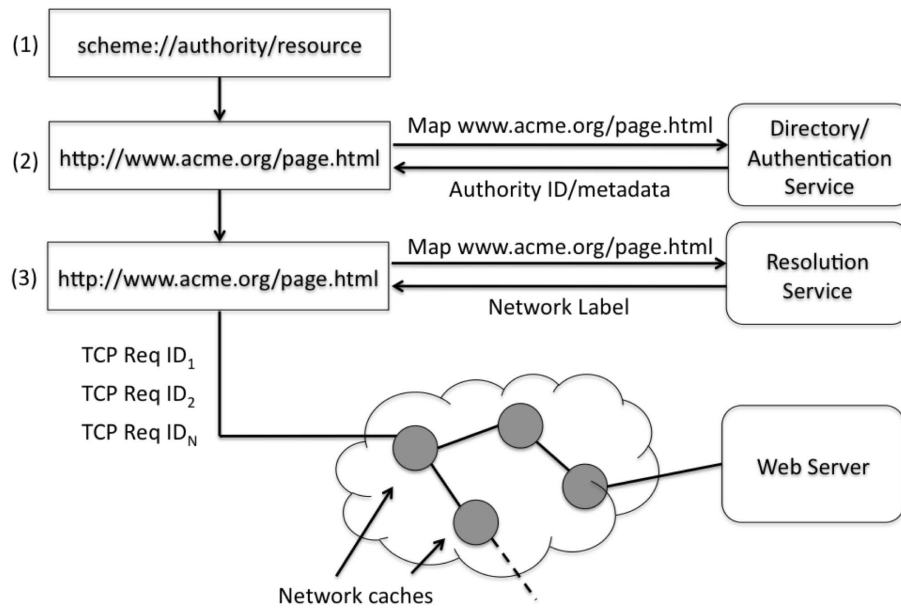 (1)
scheme://authority/resource
(2)
http://www.acme.org/page.html
Map www.acme.org/page.html
Authority ID/metadata
Directory/
Authentication
Service
(3)
http://www.acme.org/page.html
Map www.acme.org/page.html
Network Label
Resolution
Service
TCP Req ID₁
TCP Req ID₂
TCP Req IDₙ
Web Server
Network caches